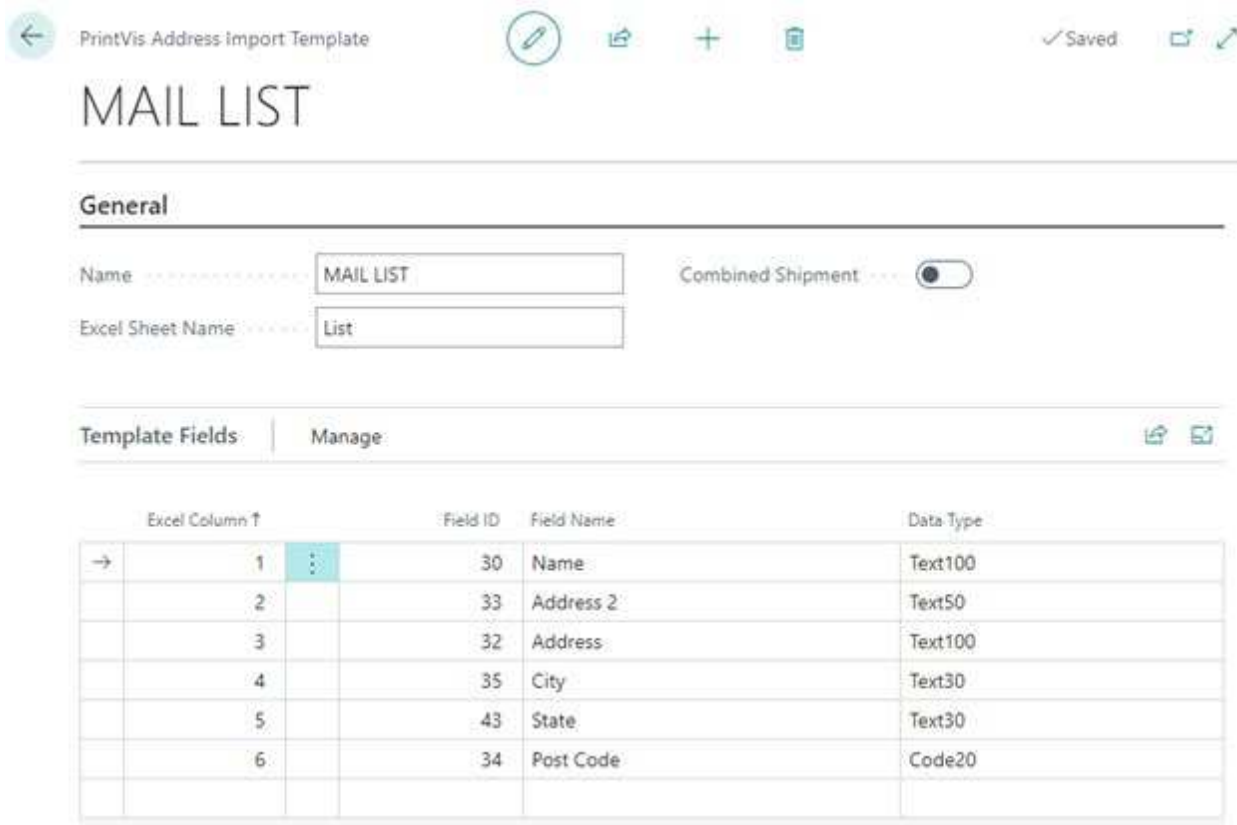 PrintVis Address Import Template ✓ Saved
MAIL LIST
General
Name MAIL LIST Combined Shipment
Excel Sheet Name List
Template Fields Manage
Excel Column ↑ Field ID Field Name Data Type
→ 1 30 Name Text100
2 33 Address 2 Text50
3 32 Address Text100
4 35 City Text30
5 43 State Text30
6 34 Post Code Code20